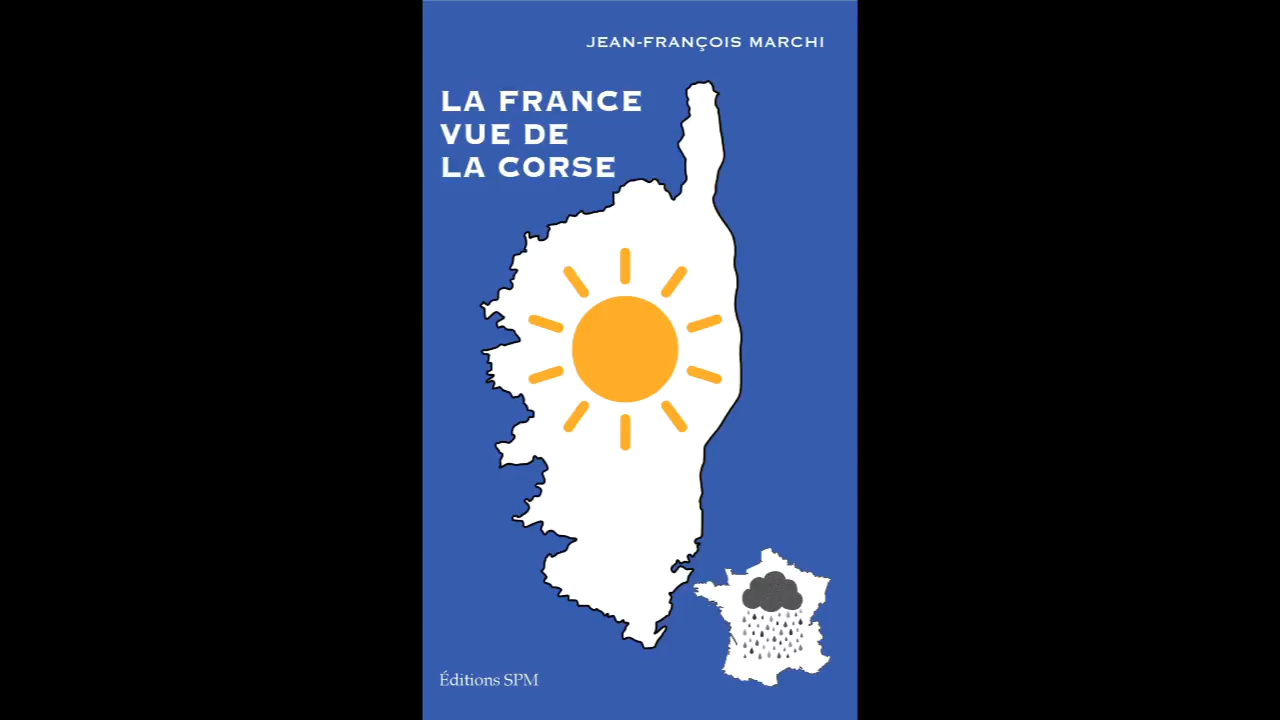 JEAN-FRANÇOIS MARCHI
LA FRANCE
VUE DE
LA CORSE
Éditions SPM